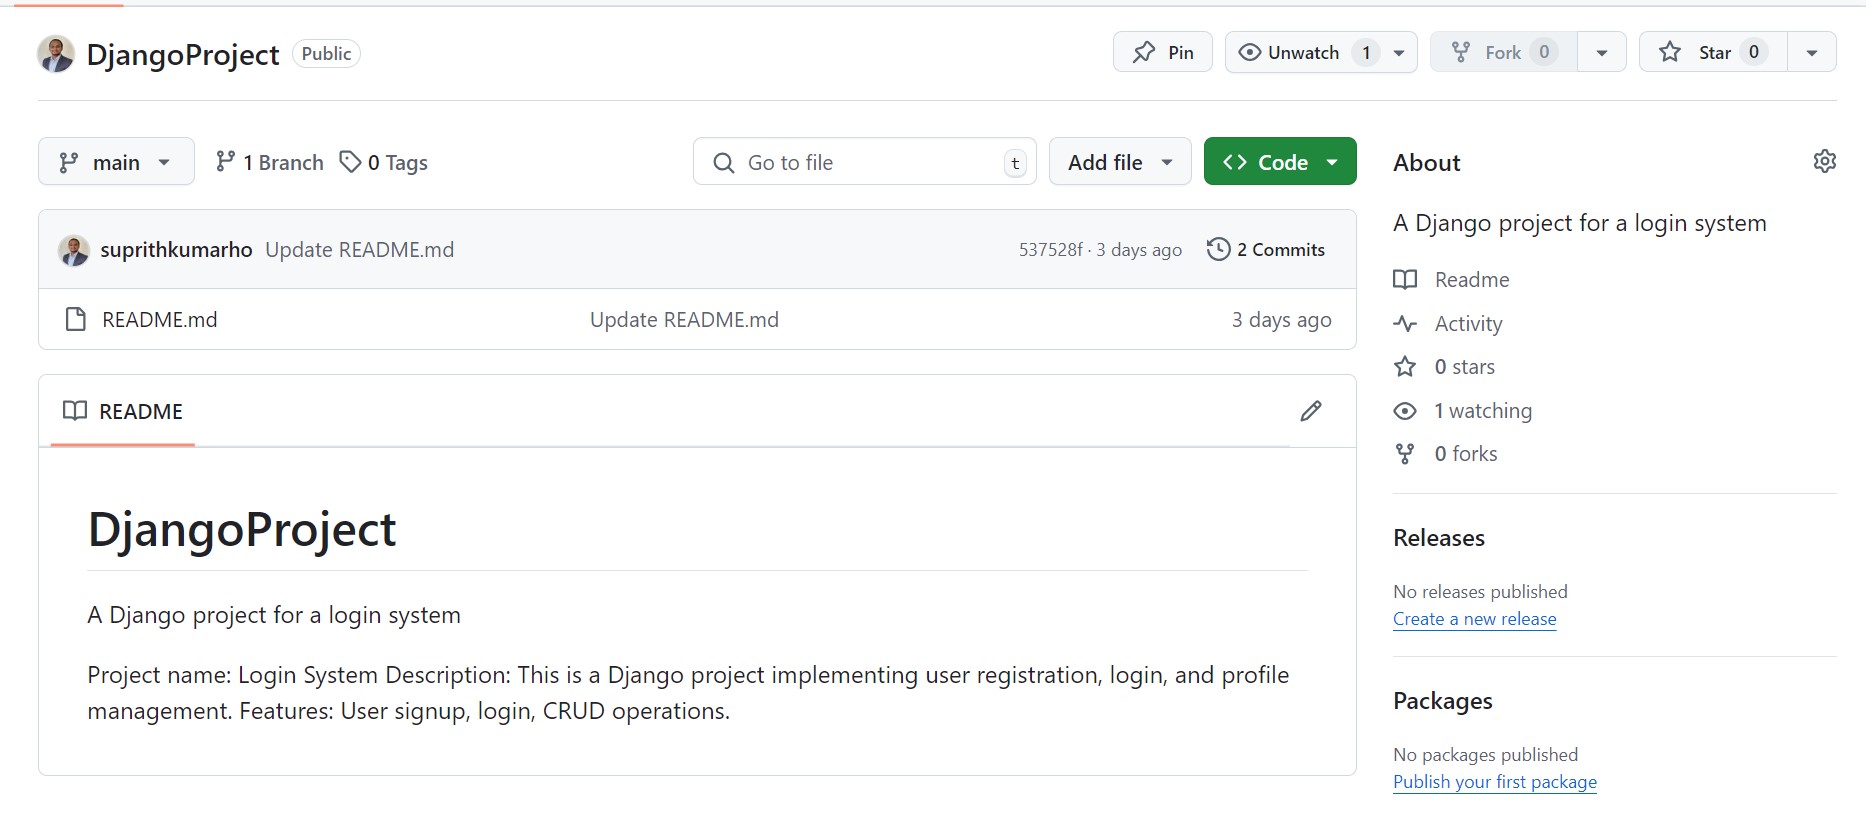 DjangoProject Public
Pin Unwatch 1 Fork 0 Star 0
main 1 Branch 0 Tags Go to file t Add file Code
suprithkumarho Update README.md 537528f · 3 days ago 2 Commits
README.md Update README.md 3 days ago
README
DjangoProject
A Django project for a login system
Project name: Login System Description: This is a Django project implementing user registration, login, and profile
management. Features: User signup, login, CRUD operations.
About
A Django project for a login system
Readme
Activity
0 stars
1 watching
0 forks
Releases
No releases published
Create a new release
Packages
No packages published
Publish your first package